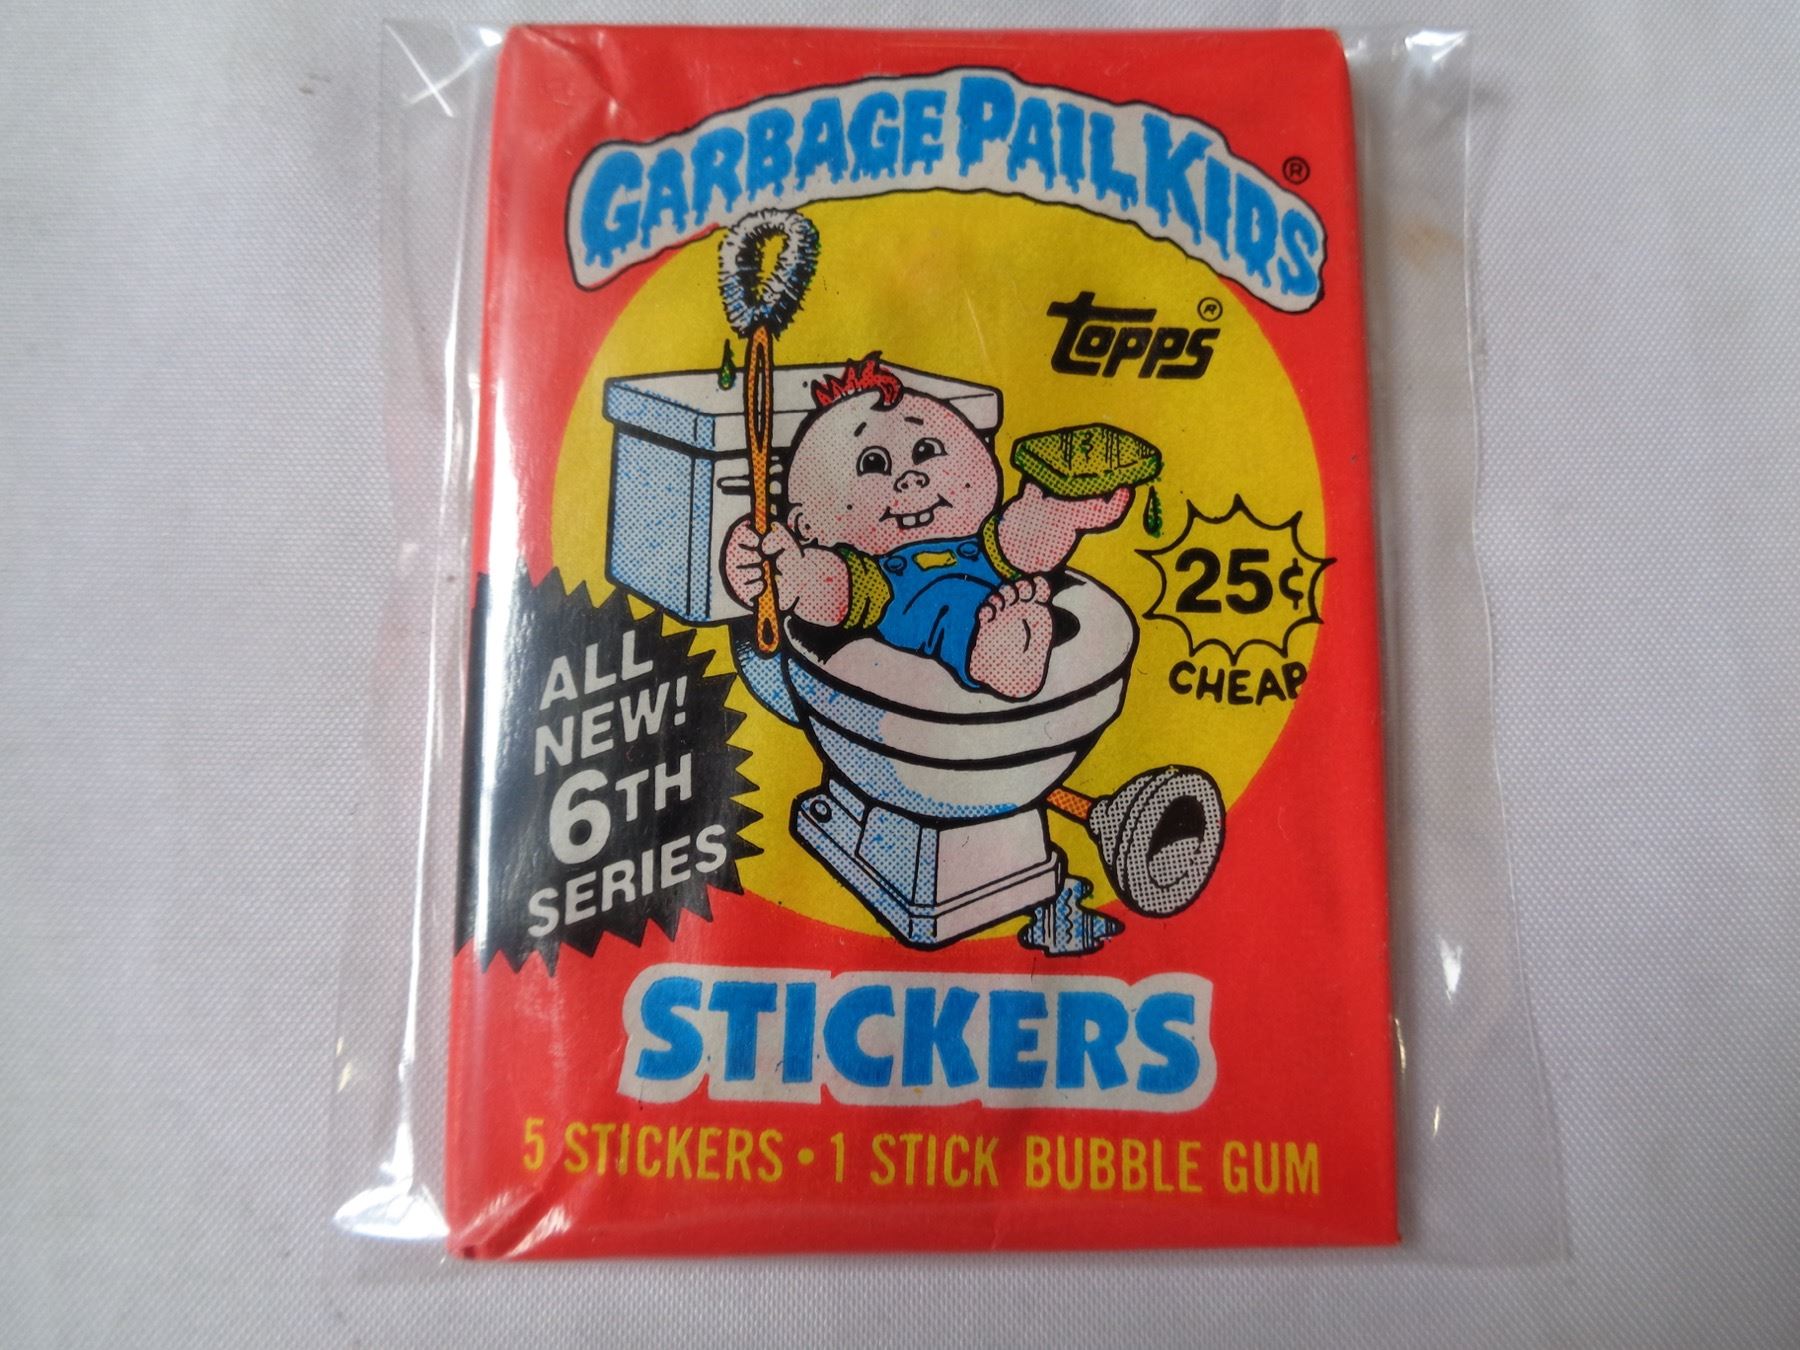 GARBAGE PAIL KIDS®
topps®
25¢
CHEAP
ALL
NEW!
6TH
SERIES
STICKERS
5 STICKERS • 1 STICK BUBBLE GUM